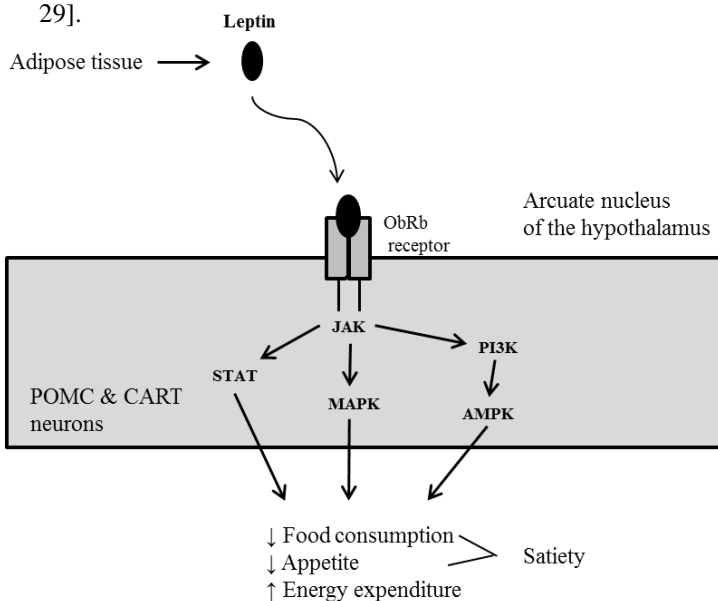 29].
Leptin
Adipose tissue
Arcuate nucleus
of the hypothalamus
ObRb
receptor
JAK
PI3K
STAT
MAPK
AMPK
POMC & CART
neurons
↓ Food consumption
↓ Appetite
Satiety
↑ Energy expenditure